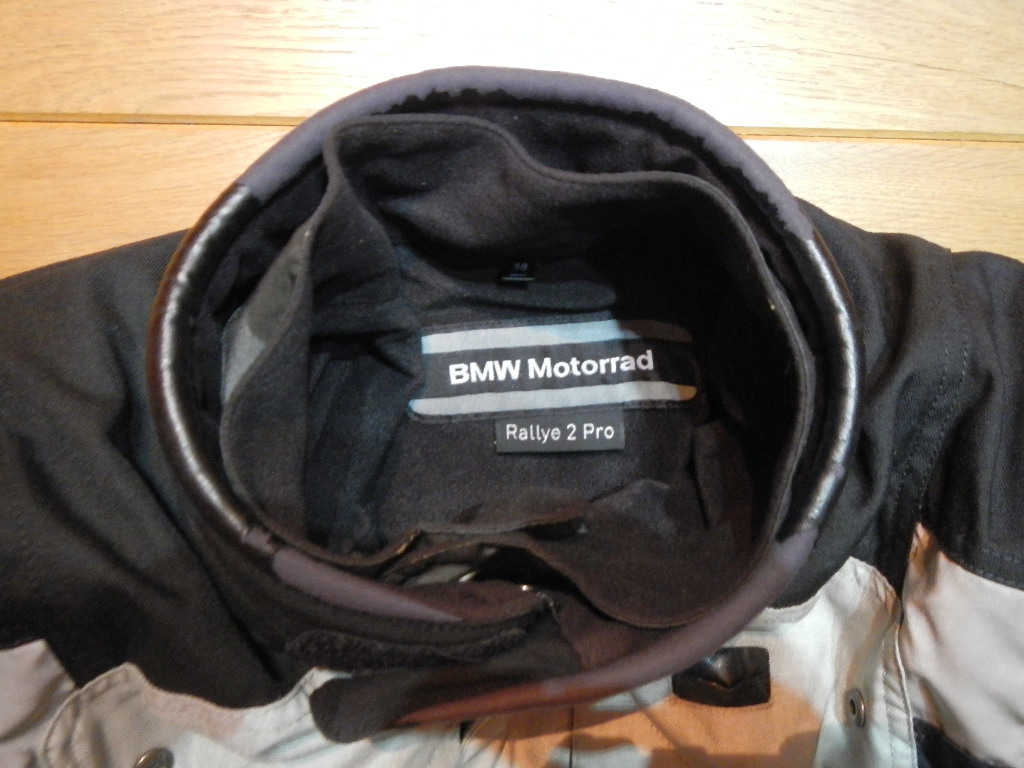 BMW Motorrad
Rallye 2 Pro